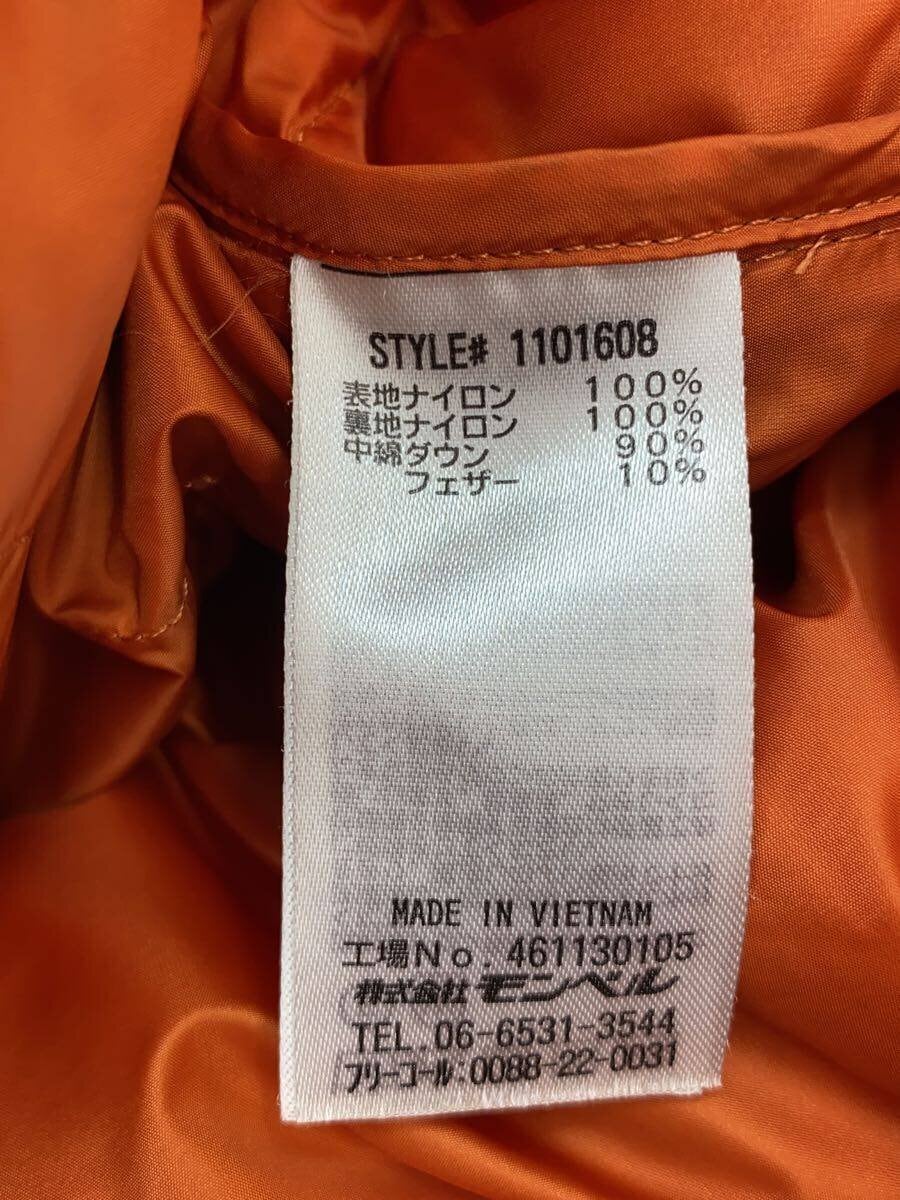 STYLE# 1101608
表地ナイロン 100%
裏地ナイロン 100%
中綿ダウン 90%
フェザー 10%
MADE IN VIETNAM
工場No. 461130105
株式会社 モンベル
TEL. 06-6531-3544
フリーコール:0088-22-0031